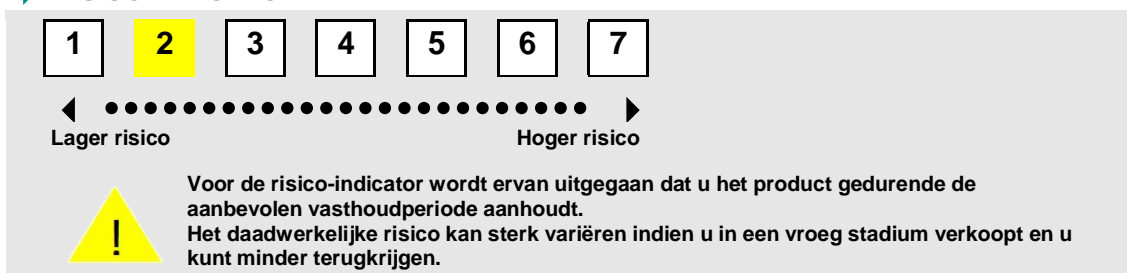 1 2 3 4 5 6 7
Lager risico Hoger risico
Voor de risico-indicator wordt ervan uitgegaan dat u het product gedurende de
aanbevolen vasthoudperiode aanhoudt.
! Het daadwerkelijke risico kan sterk variëren indien u in een vroeg stadium verkoopt en u
kunt minder terugkrijgen.